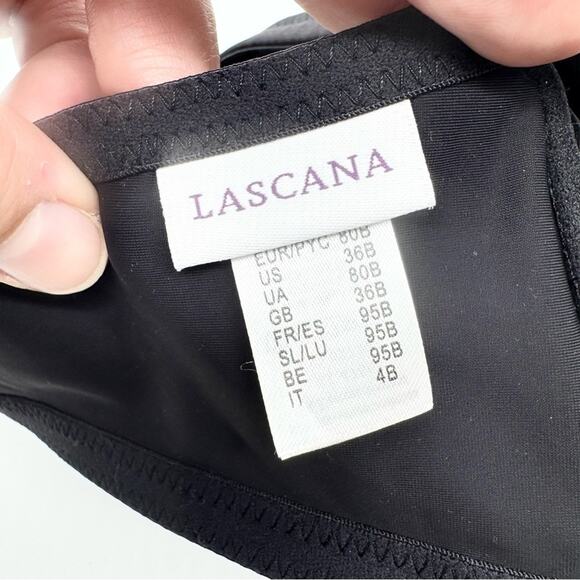 LASCANA
EUR/РУС 80B
US 36B
UA 80B
GB 36B
FR/ES 95B
SL/LU 95B
BE 95B
IT 4B